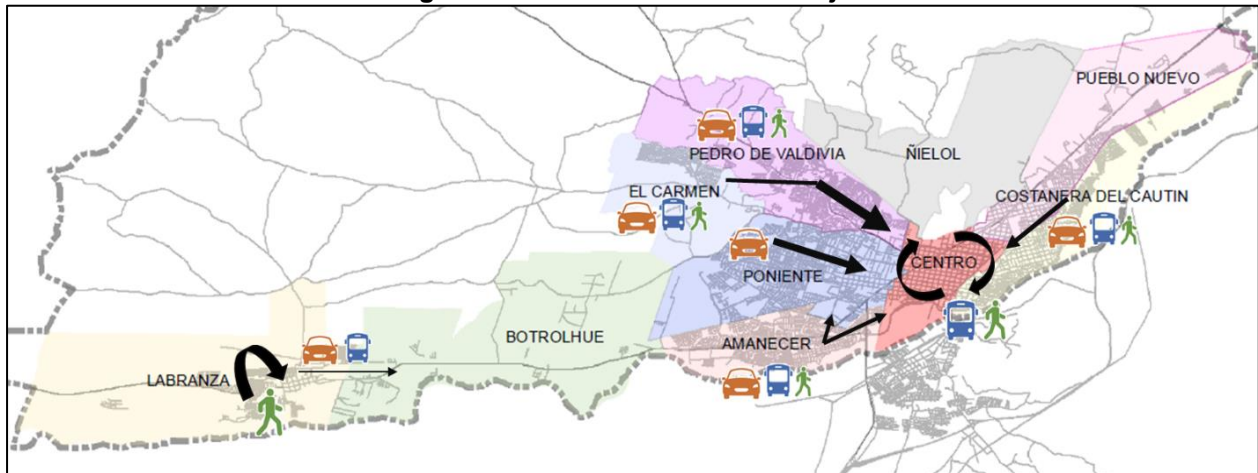 PUEBLO NUEVO
PEDRO DE VALDIVIA
ÑIELOL
EL CARMEN
COSTANERA DEL CAUTIN
CENTRO
PONIENTE
BOTROLHUE
AMANECER
LABRANZA